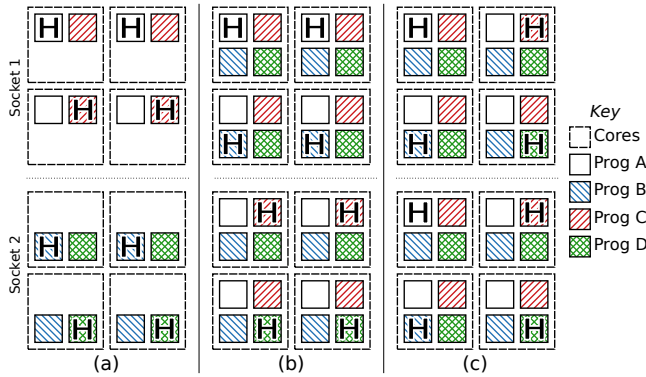 Socket 1
H H H H H
H
H H H H H H
Key
Cores
Prog A
Prog B
Prog C
Prog D
Socket 2
H H H H
H H
H H H H H H
(a) (b) (c)